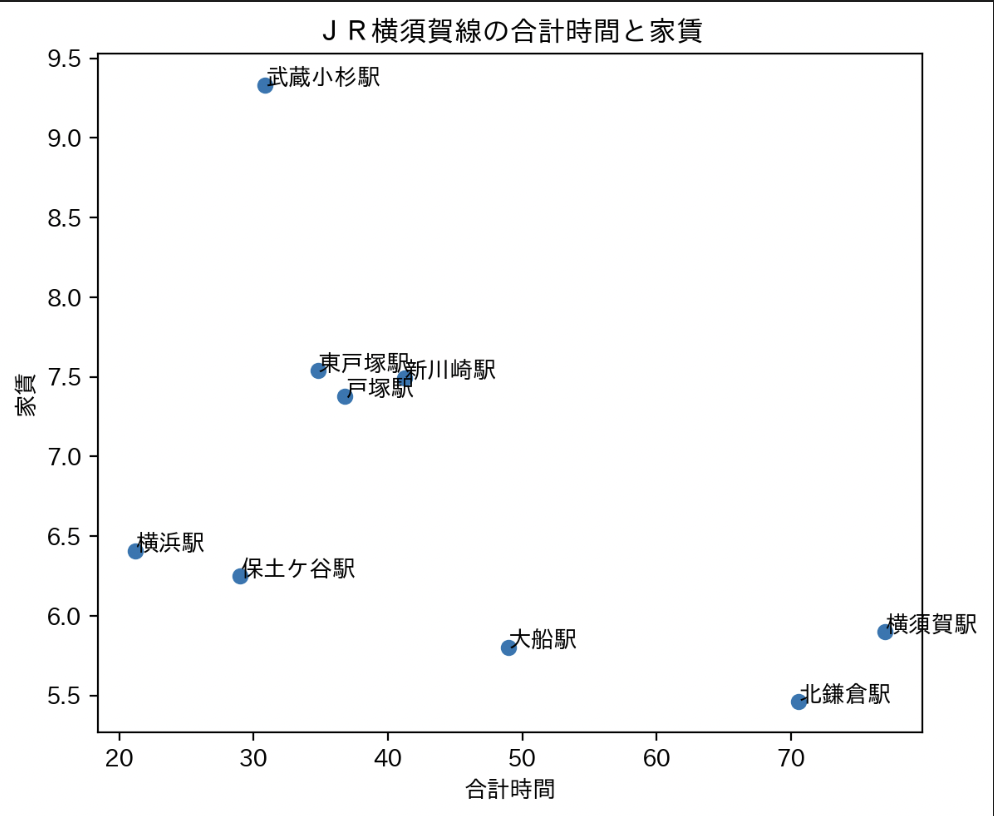 ＪＲ横須賀線の合計時間と家賃
9.5
武蔵小杉駅
9.0
8.5
8.0
東戸塚駅
新川崎駅
7.5
戸塚駅
家賃
7.0
6.5
横浜駅
保土ケ谷駅
6.0
横須賀駅
大船駅
5.5
北鎌倉駅
20 30 40 50 60 70
合計時間